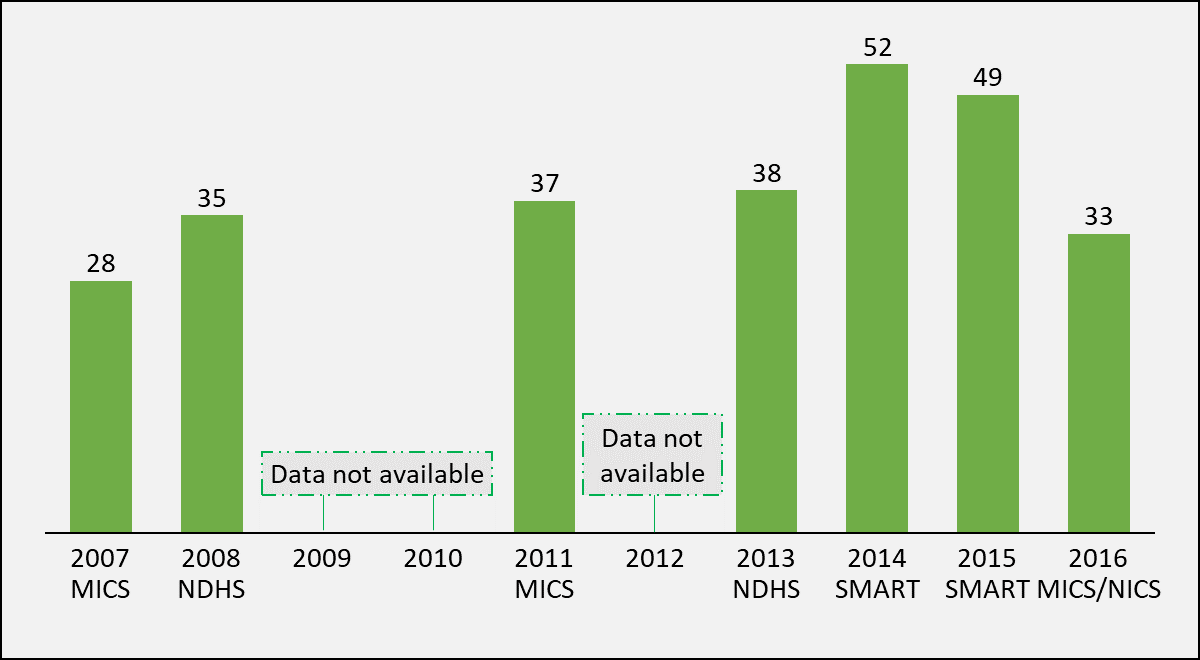 52
49
38
37
35
33
28
Data not
available
Data not available
2007 2008 2009 2010 2011 2012 2013 2014 2015 2016
MICS NDHS MICS NDHS SMART SMART MICS/NICS